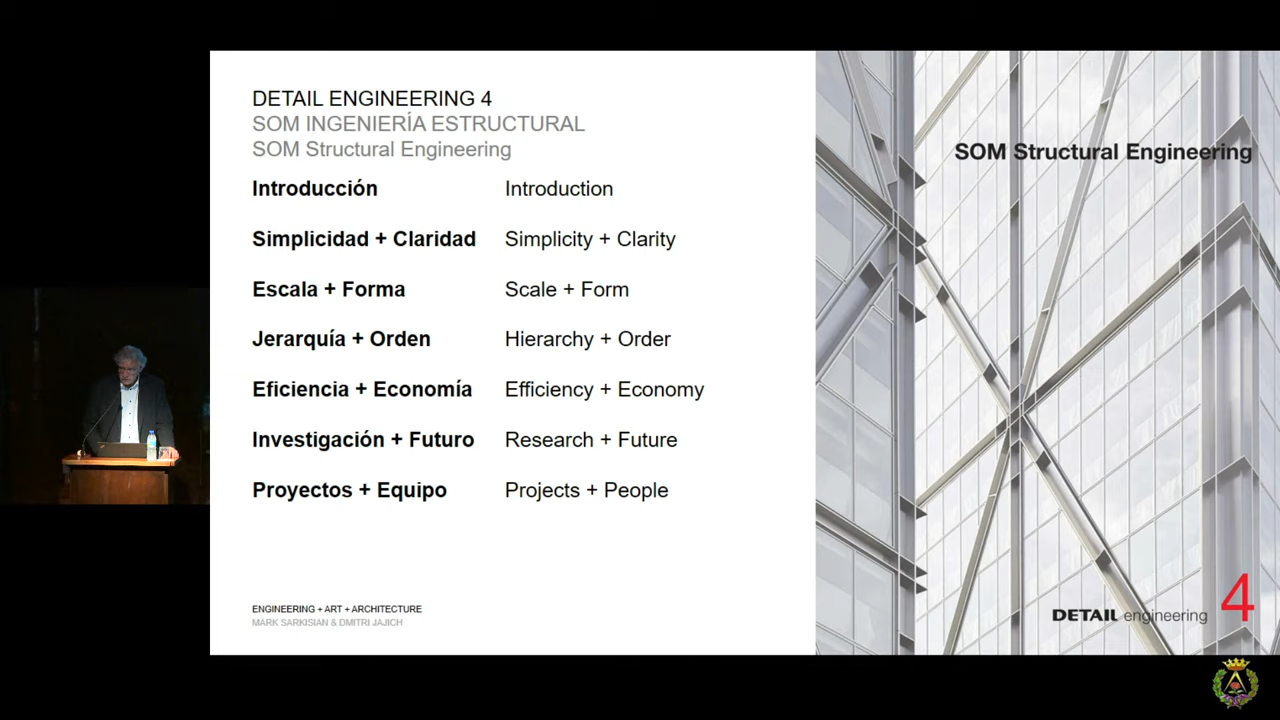 DETAIL ENGINEERING 4
SOM INGENIERÍA ESTRUCTURAL
SOM Structural Engineering
Introducción Introduction
Simplicidad + Claridad Simplicity + Clarity
Escala + Forma Scale + Form
Jerarquía + Orden Hierarchy + Order
Eficiencia + Economía Efficiency + Economy
Investigación + Futuro Research + Future
Proyectos + Equipo Projects + People
ENGINEERING + ART + ARCHITECTURE
MARK SARKISIAN & DMITRI JAJICH
SOM Structural Engineering
DETAIL engineering 4